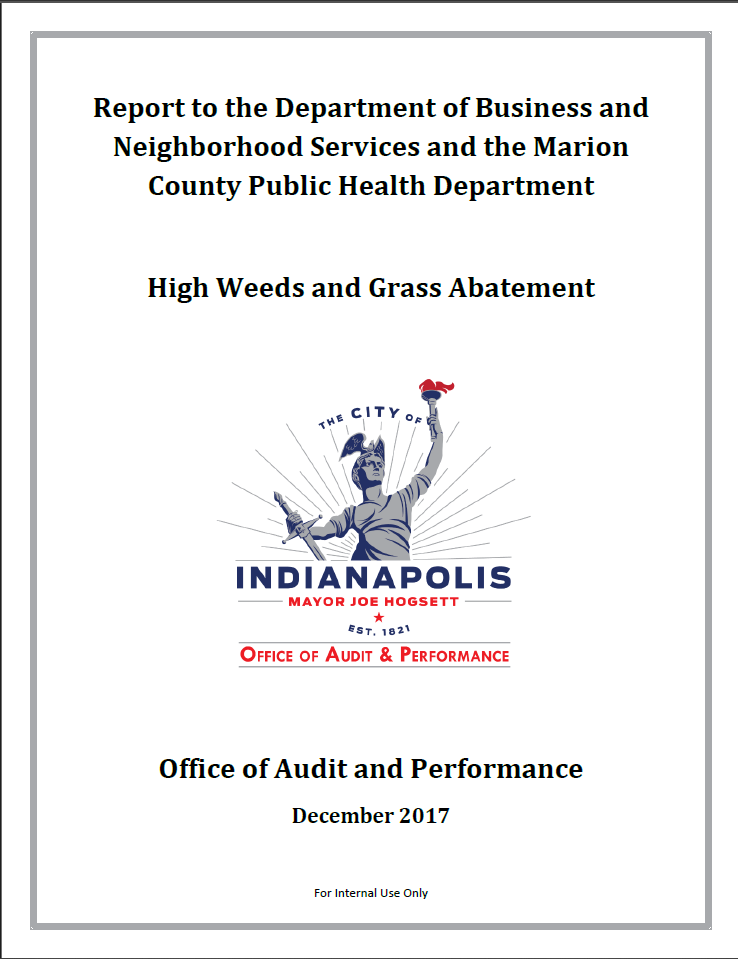 Report to the Department of Business and
Neighborhood Services and the Marion
County Public Health Department
High Weeds and Grass Abatement
THE CITY OF
INDIANAPOLIS
MAYOR JOE HOGSETT
EST. 1821
OFFICE OF AUDIT & PERFORMANCE
Office of Audit and Performance
December 2017
For Internal Use Only